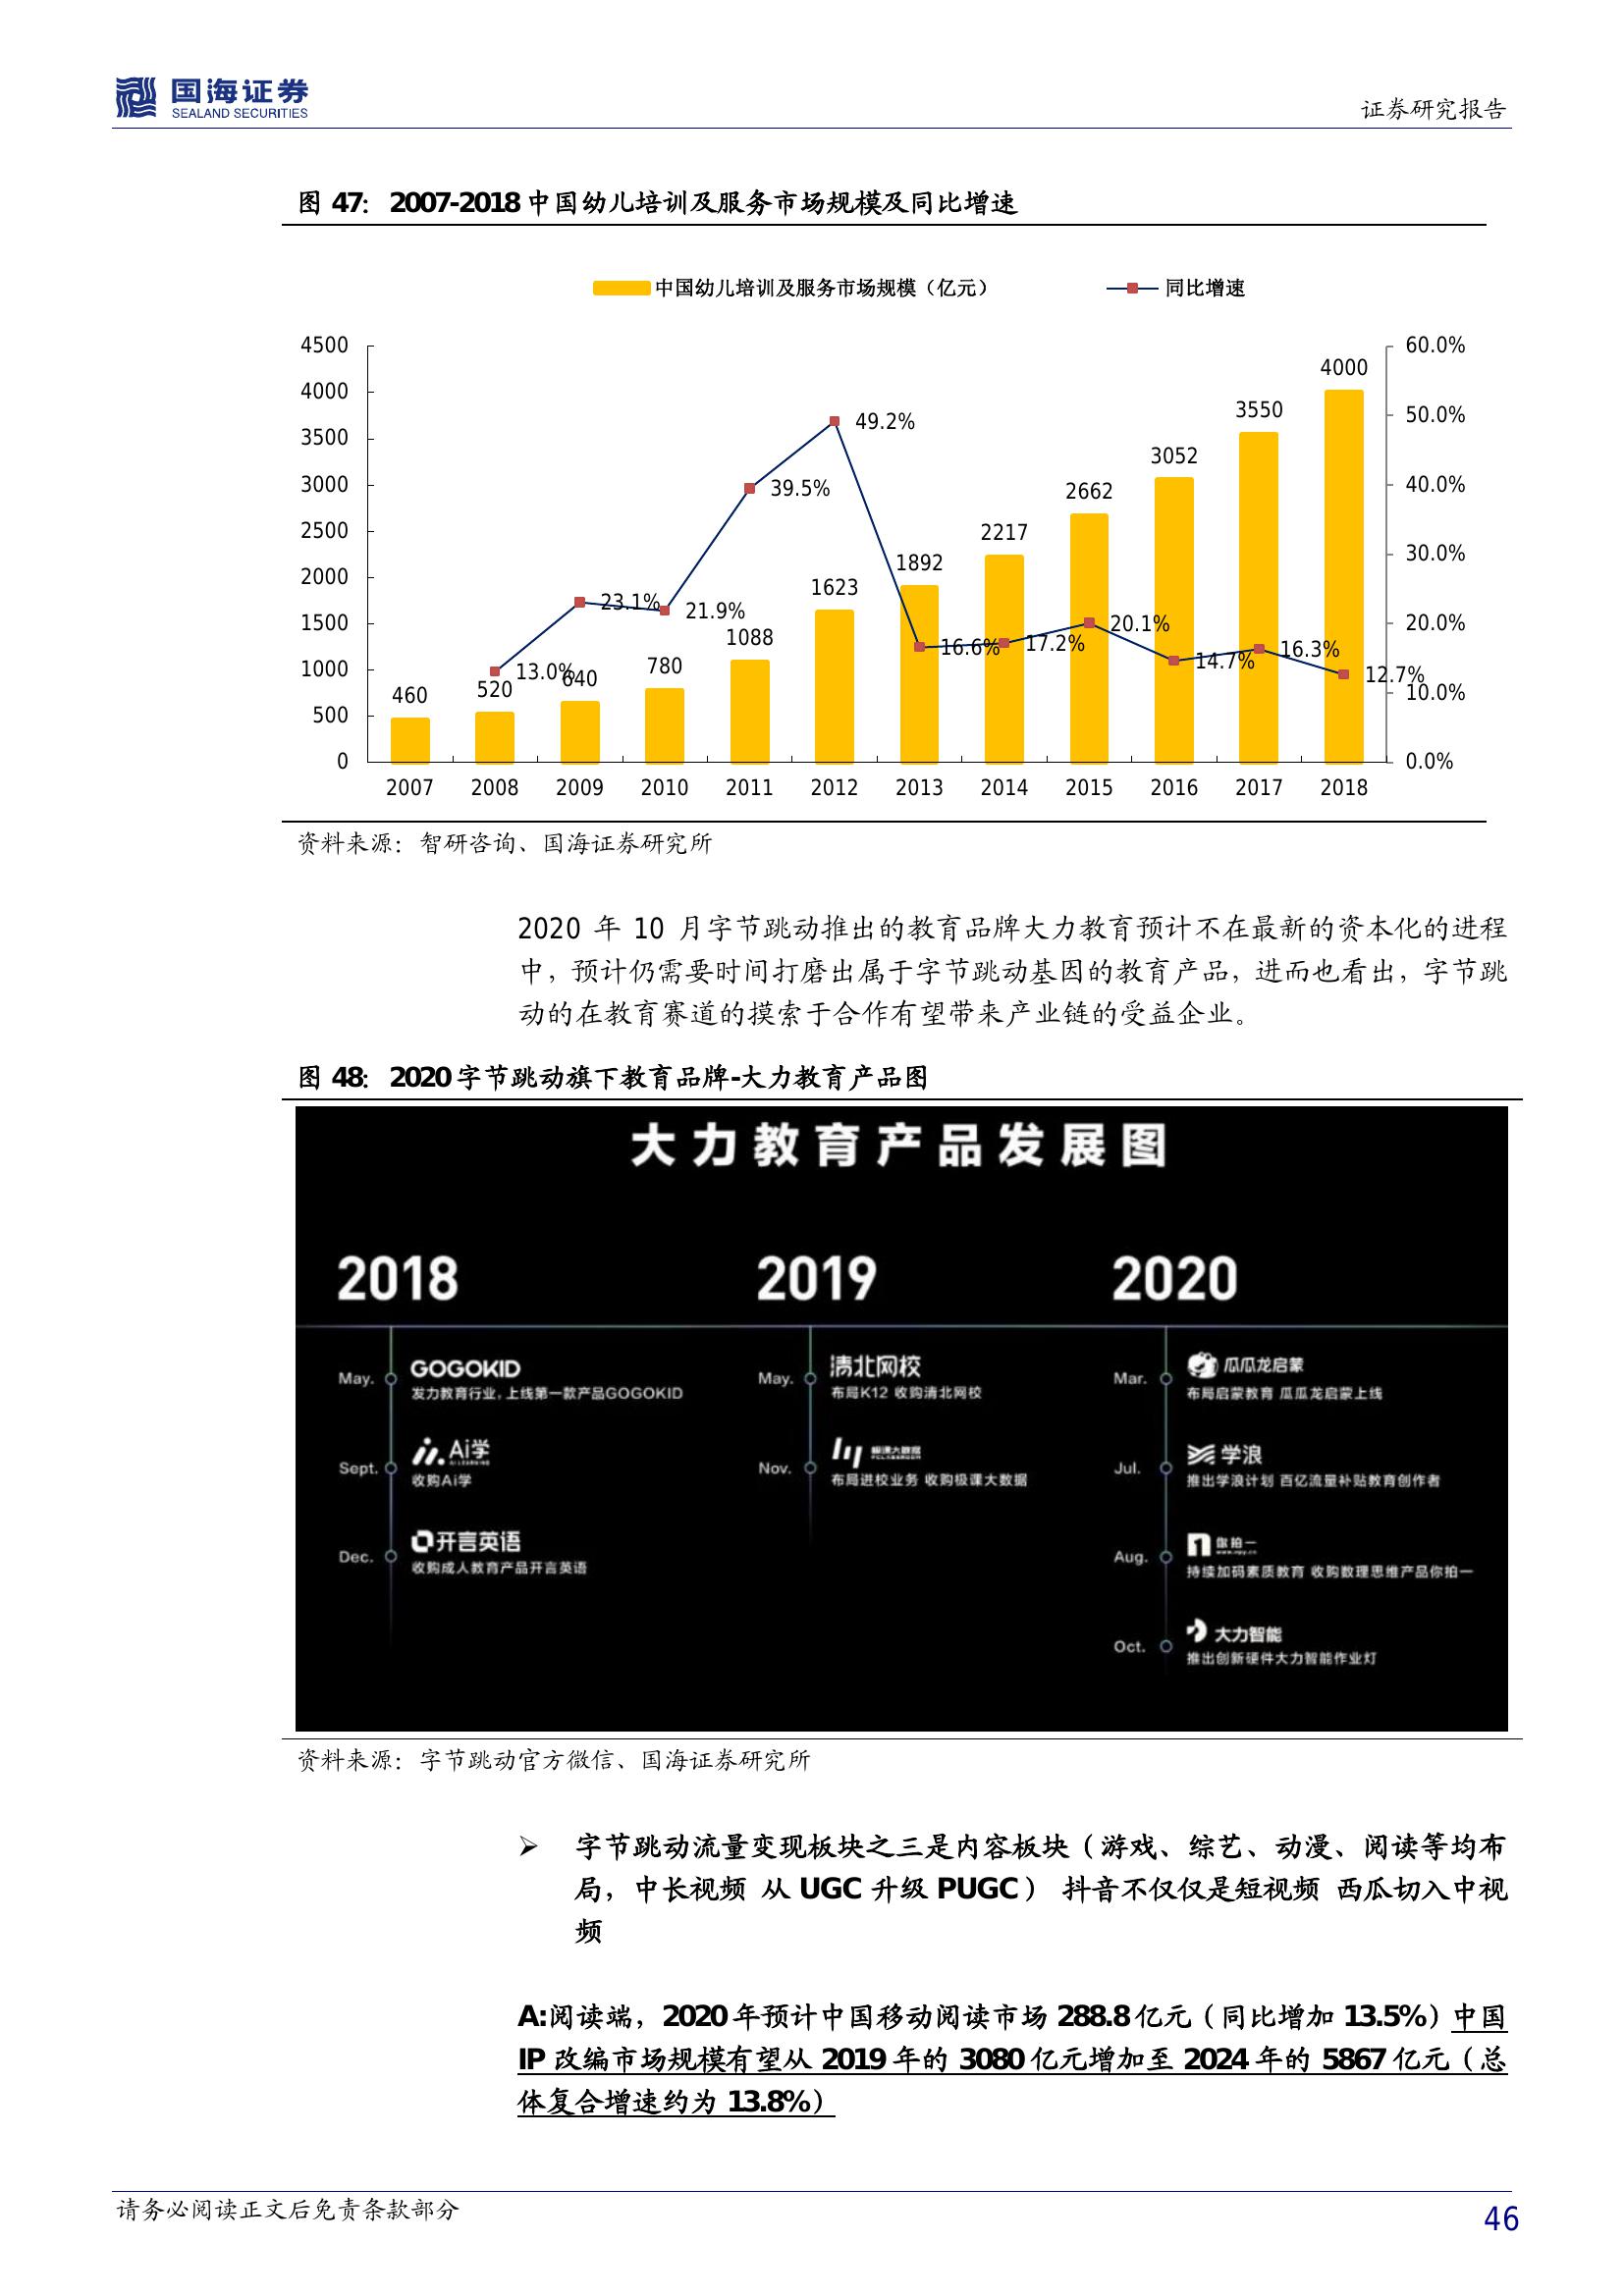 国海证券
SEALAND SECURITIES
证券研究报告
图 47： 2007-2018 中国幼儿培训及服务市场规模及同比增速
中国幼儿培训及服务市场规模（亿元） 同比增速
4500
4000
3500
3000
2500
2000
1500
1000
500
0
60.0%
50.0%
40.0%
30.0%
20.0%
10.0%
0.0%
460
520
640
780
1088
1623
1892
2217
2662
3052
3550
4000
13.0%
23.1%
21.9%
39.5%
49.2%
16.6%
17.2%
20.1%
14.7%
16.3%
12.7%
2007 2008 2009 2010 2011 2012 2013 2014 2015 2016 2017 2018
资料来源：智研咨询、国海证券研究所
2020 年 10 月字节跳动推出的教育品牌大力教育预计不在最新的资本化的进程
中，预计仍需要时间打磨出属于字节跳动基因的教育产品，进而也看出，字节跳
动的在教育赛道的摸索于合作有望带来产业链的受益企业。
图 48： 2020 字节跳动旗下教育品牌-大力教育产品图
大力教育产品发展图
2018
May.
GOGOKID
发力教育行业，上线第一款产品GOGOKID
Sept.
Ai学
AI LEARNING
收购Ai学
Dec.
开言英语
收购成人教育产品开言英语
2019
May.
清北网校
布局K12 收购清北网校
Nov.
极课大数据
布局进校业务 收购极课大数据
2020
Mar.
瓜瓜龙启蒙
布局启蒙教育 瓜瓜龙启蒙上线
Jul.
学浪
推出学浪计划 百亿流量补贴教育创作者
Aug.
你拍一
持续加码素质教育 收购数理思维产品你拍一
Oct.
大力智能
推出创新硬件大力智能作业灯
资料来源：字节跳动官方微信、国海证券研究所
➢ 字节跳动流量变现板块之三是内容板块（游戏、综艺、动漫、阅读等均布
局，中长视频 从 UGC 升级 PUGC） 抖音不仅仅是短视频 西瓜切入中视
频
A:阅读端，2020 年预计中国移动阅读市场 288.8 亿元（同比增加 13.5%）中国
IP 改编市场规模有望从 2019 年的 3080 亿元增加至 2024 年的 5867 亿元（总
体复合增速约为 13.8%）
请务必阅读正文后免责条款部分
46